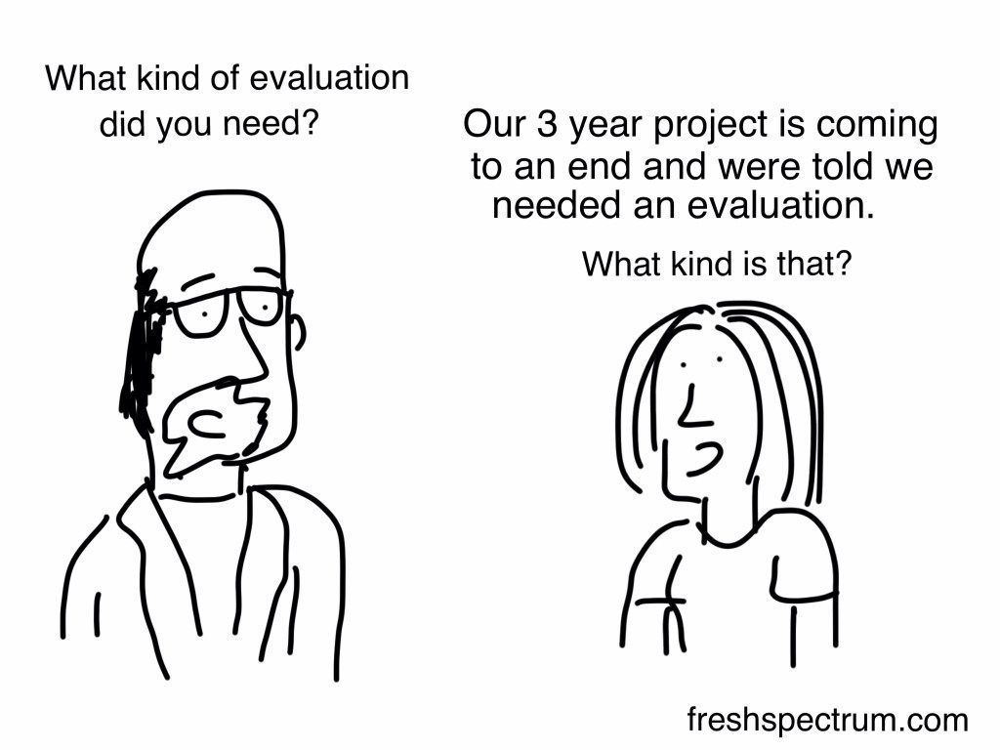 What kind of evaluation
did you need?
Our 3 year project is coming
to an end and were told we
needed an evaluation.
What kind is that?
freshspectrum.com